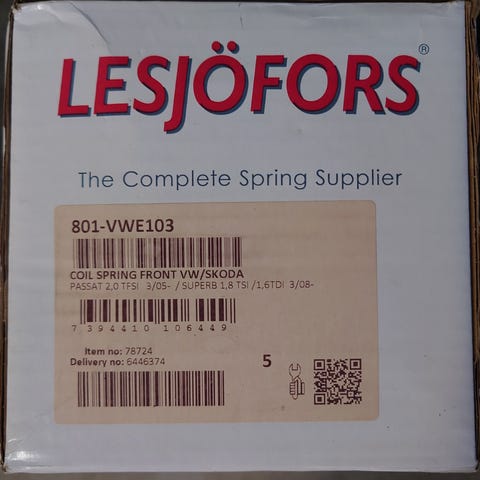 LESJÖFORS®
The Complete Spring Supplier
801-VWE103
COIL SPRING FRONT VW/SKODA
PASSAT 2,0 TFSI 3/05- / SUPERB 1,8 TSI /1,6TDI 3/08-
7 394410 106449
Item no: 78724
Delivery no: 6446374
5